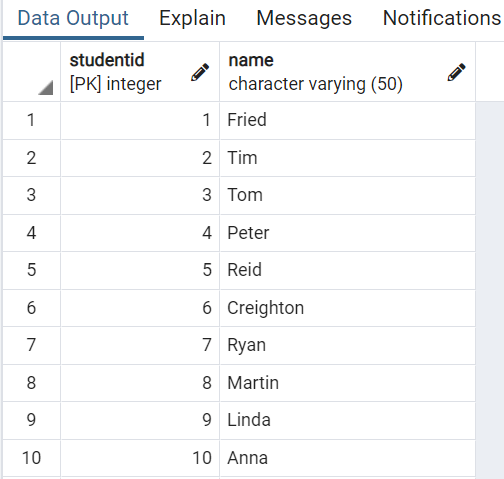 Data Output Explain Messages Notifications
studentid name
[PK] integer character varying (50)
1 1 Fried
2 2 Tim
3 3 Tom
4 4 Peter
5 5 Reid
6 6 Creighton
7 7 Ryan
8 8 Martin
9 9 Linda
10 10 Anna